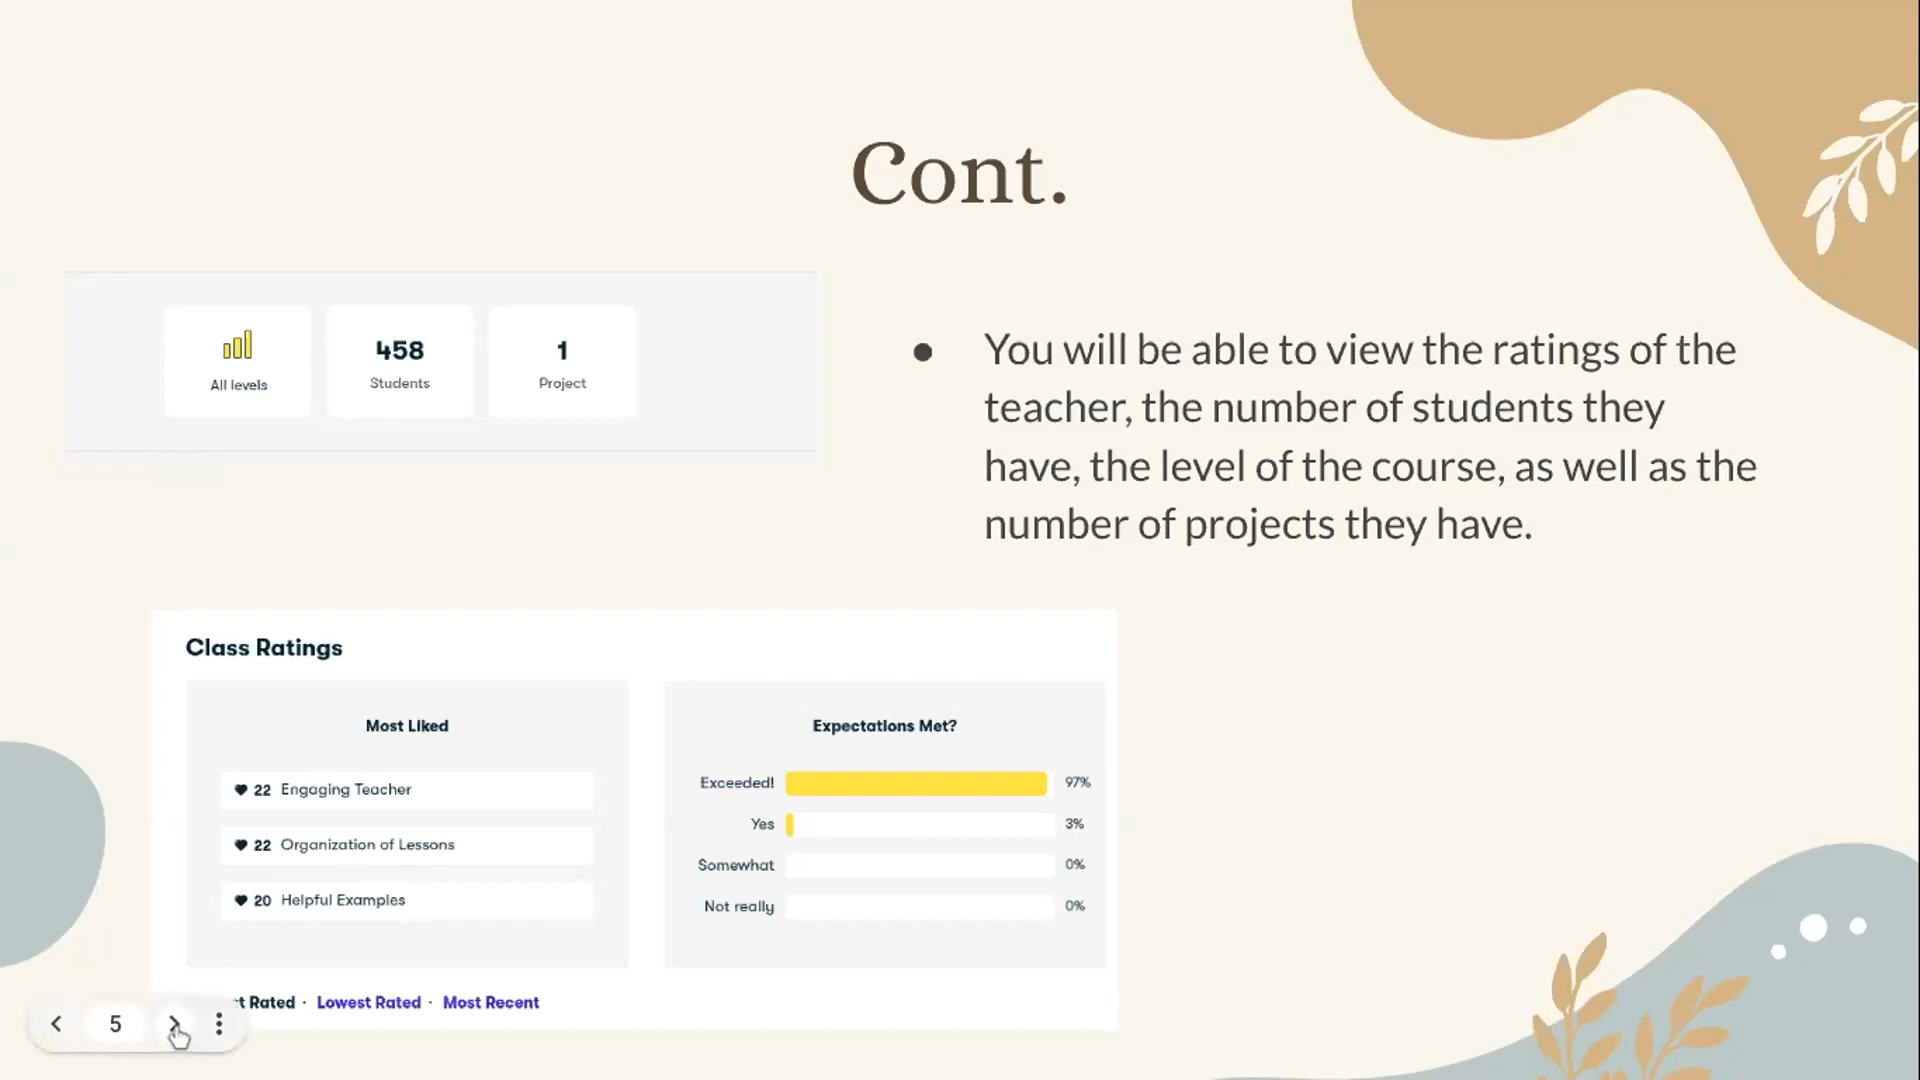 Cont.
All levels
458
Students
1
Project
● You will be able to view the ratings of the
teacher, the number of students they
have, the level of the course, as well as the
number of projects they have.
Class Ratings
Most Liked
22 Engaging Teacher
22 Organization of Lessons
20 Helpful Examples
Expectations Met?
Exceeded! 97%
Yes 3%
Somewhat 0%
Not really 0%
Rated · Lowest Rated · Most Recent
5